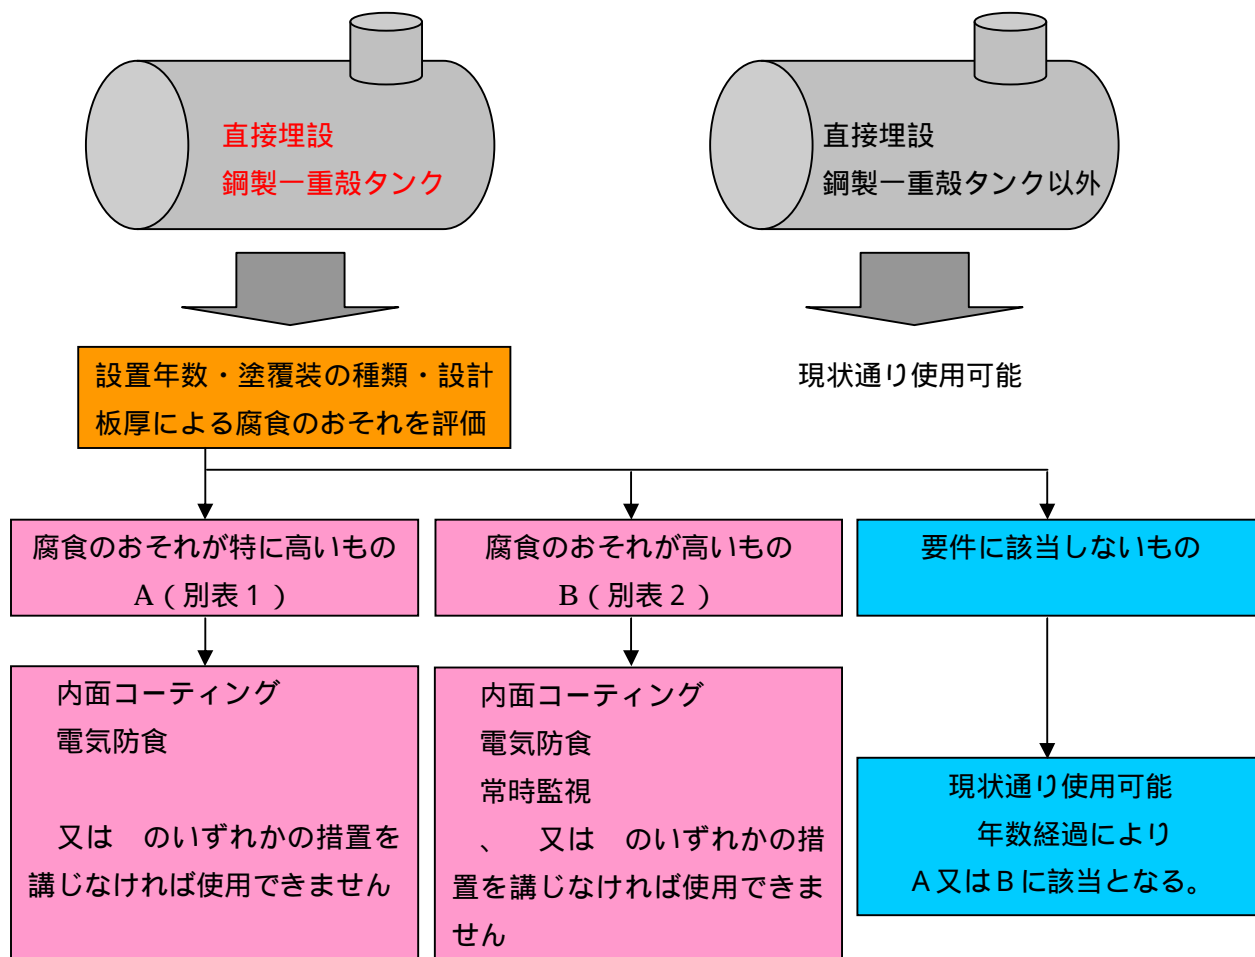 直接埋設
鋼製一重殻タンク
直接埋設
鋼製一重殻タンク以外
設置年数・塗覆装の種類・設計
板厚による腐食のおそれを評価
現状通り使用可能
腐食のおそれが特に高いもの
A(別表1)
腐食のおそれが高いもの
B(別表2)
要件に該当しないもの
内面コーティング
電気防食
又は　のいずれかの措置を
講じなければ使用できません
内面コーティング
電気防食
常時監視
、　又は　のいずれかの措
置を講じなければ使用できま
せん
現状通り使用可能
年数経過により
A又はBに該当となる。